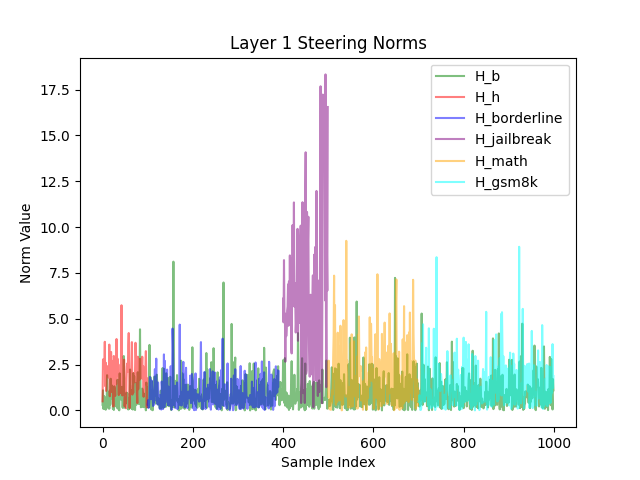 Layer 1 Steering Norms
17.5
15.0
12.5
10.0
7.5
5.0
2.5
0.0
Norm Value
H_b
H_h
H_borderline
H_jailbreak
H_math
H_gsm8k
0 200 400 600 800 1000
Sample Index